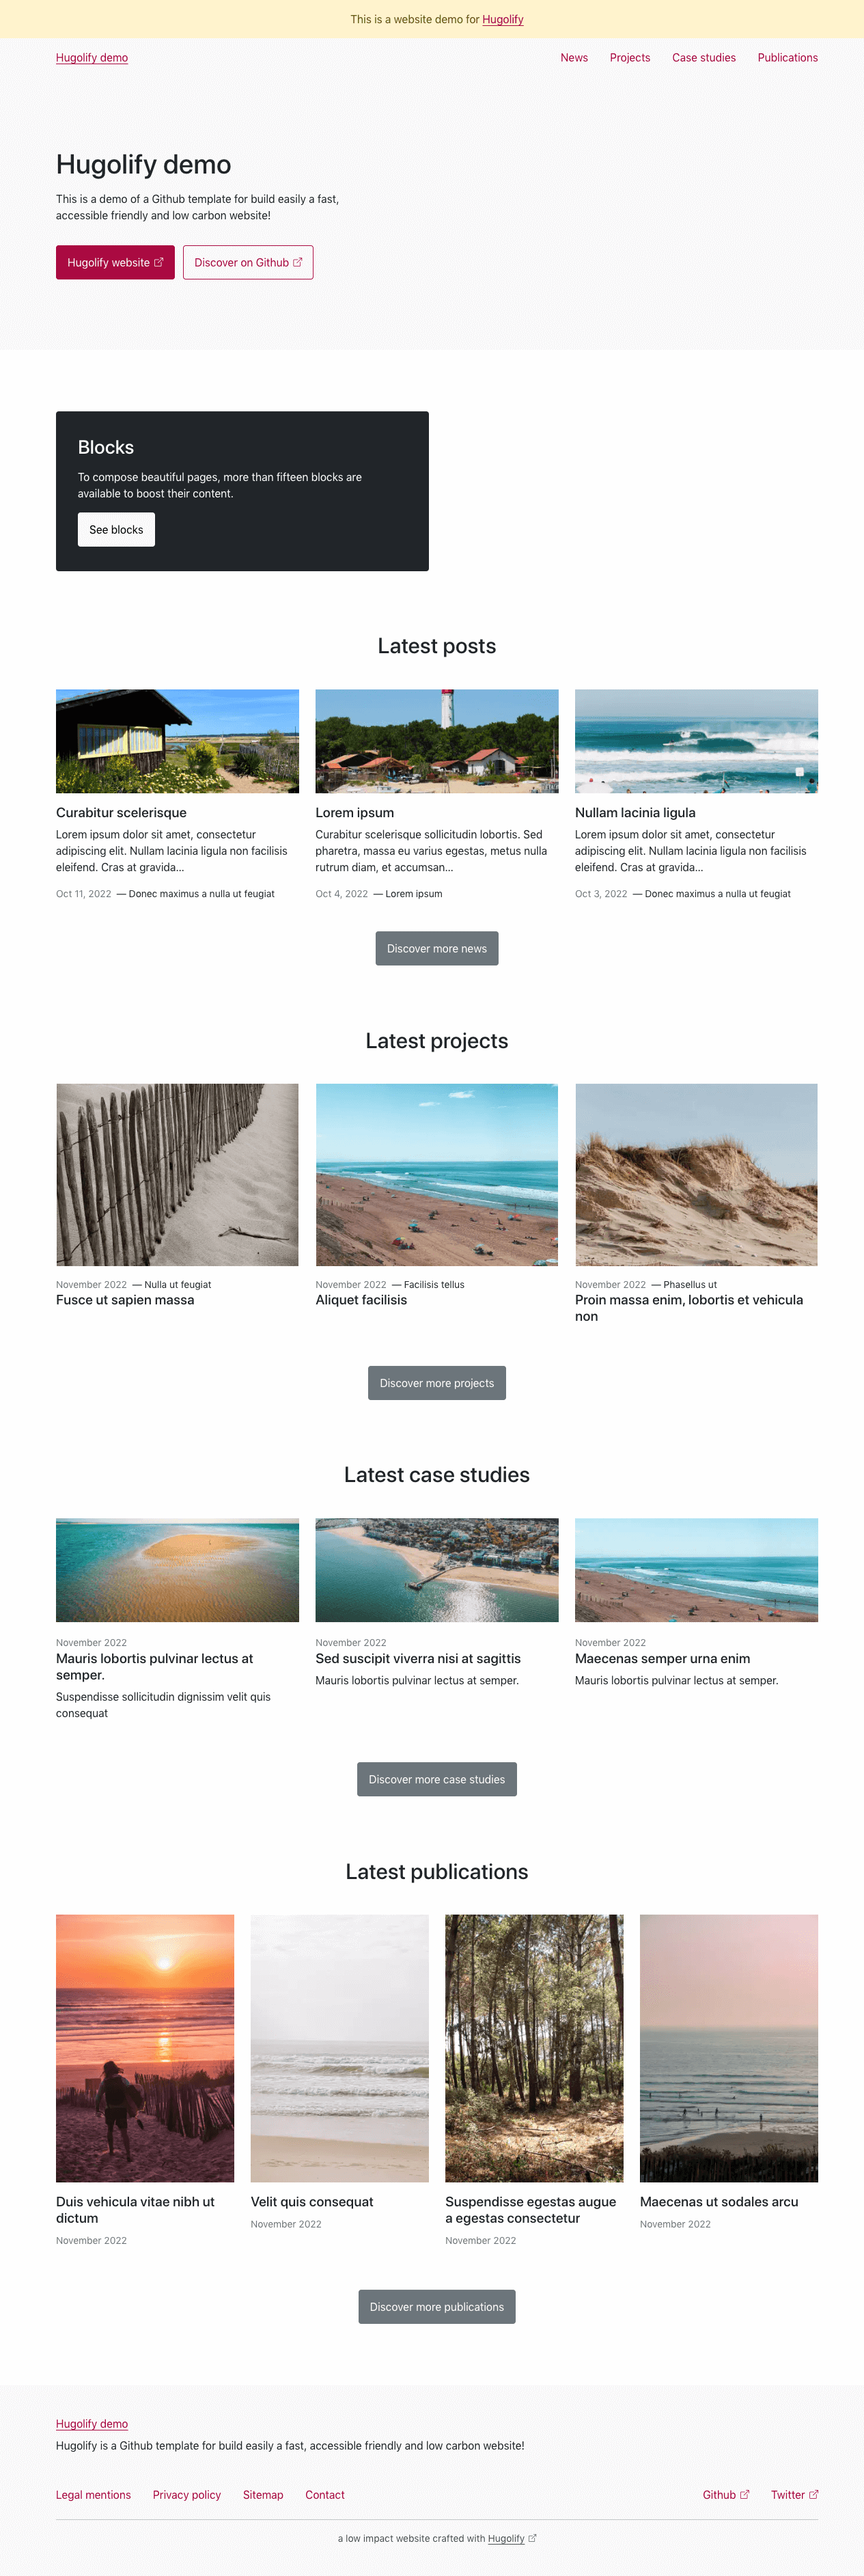 This is a website demo for Hugolify
Hugolify demo
News
Projects
Case studies
Publications
Hugolify demo
This is a demo of a Github template for build easily a fast,
accessible friendly and low carbon website!
Hugolify website
Discover on Github
Blocks
To compose beautiful pages, more than fifteen blocks are
available to boost their content.
See blocks
Latest posts
Curabitur scelerisque
Lorem ipsum dolor sit amet, consectetur
adipiscing elit. Nullam lacinia ligula non facilisis
eleifend. Cras at gravida...
Oct 11, 2022 — Donec maximus a nulla ut feugiat
Lorem ipsum
Curabitur scelerisque sollicitudin lobortis. Sed
pharetra, massa eu varius egestas, metus nulla
rutrum diam, et accumsan...
Oct 4, 2022 — Lorem ipsum
Nullam lacinia ligula
Lorem ipsum dolor sit amet, consectetur
adipiscing elit. Nullam lacinia ligula non facilisis
eleifend. Cras at gravida...
Oct 3, 2022 — Donec maximus a nulla ut feugiat
Discover more news
Latest projects
November 2022 — Nulla ut feugiat
Fusce ut sapien massa
November 2022 — Facilisis tellus
Aliquet facilisis
November 2022 — Phasellus ut
Proin massa enim, lobortis et vehicula
non
Discover more projects
Latest case studies
November 2022
Mauris lobortis pulvinar lectus at
semper.
Suspendisse sollicitudin dignissim velit quis
consequat
November 2022
Sed suscipit viverra nisi at sagittis
Mauris lobortis pulvinar lectus at semper.
November 2022
Maecenas semper urna enim
Mauris lobortis pulvinar lectus at semper.
Discover more case studies
Latest publications
Duis vehicula vitae nibh ut
dictum
November 2022
Velit quis consequat
November 2022
Suspendisse egestas augue
a egestas consectetur
November 2022
Maecenas ut sodales arcu
November 2022
Discover more publications
Hugolify demo
Hugolify is a Github template for build easily a fast, accessible friendly and low carbon website!
Legal mentions
Privacy policy
Sitemap
Contact
Github
Twitter
a low impact website crafted with Hugolify